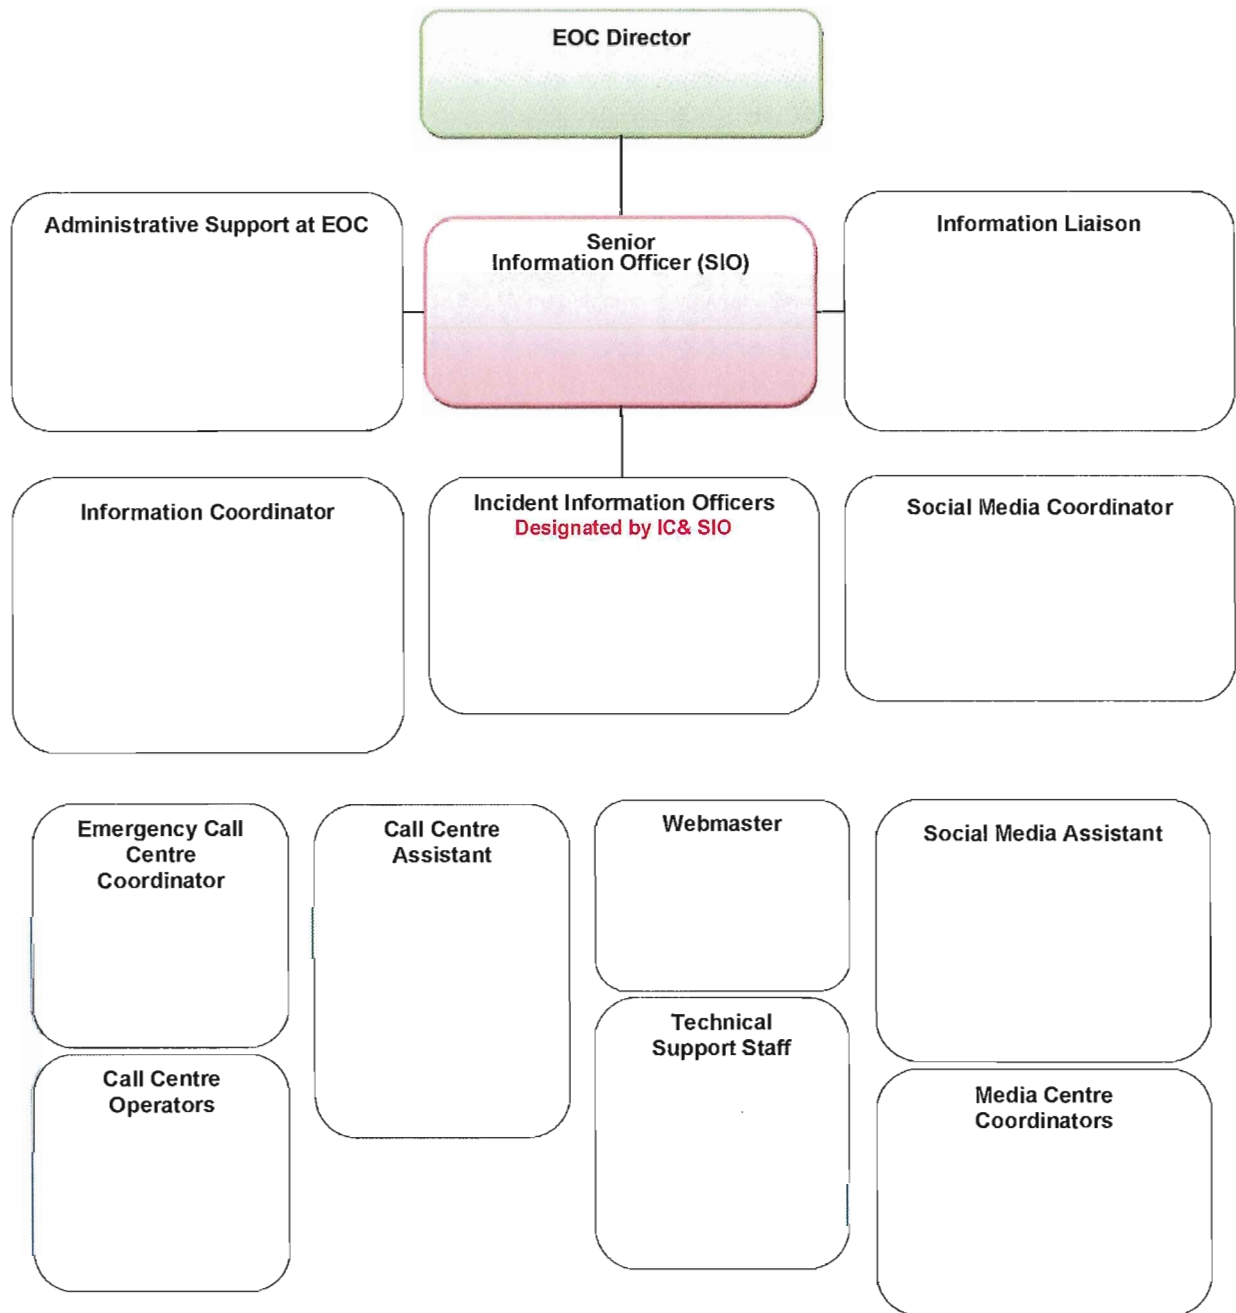 EOC Director
Administrative Support at EOC
Senior
Information Officer (SIO)
Information Liaison
Information Coordinator
Incident Information Officers
Designated by IC& SIO
Social Media Coordinator
Emergency Call
Centre
Coordinator
Call Centre
Assistant
Webmaster
Social Media Assistant
Technical
Support Staff
Call Centre
Operators
Media Centre
Coordinators